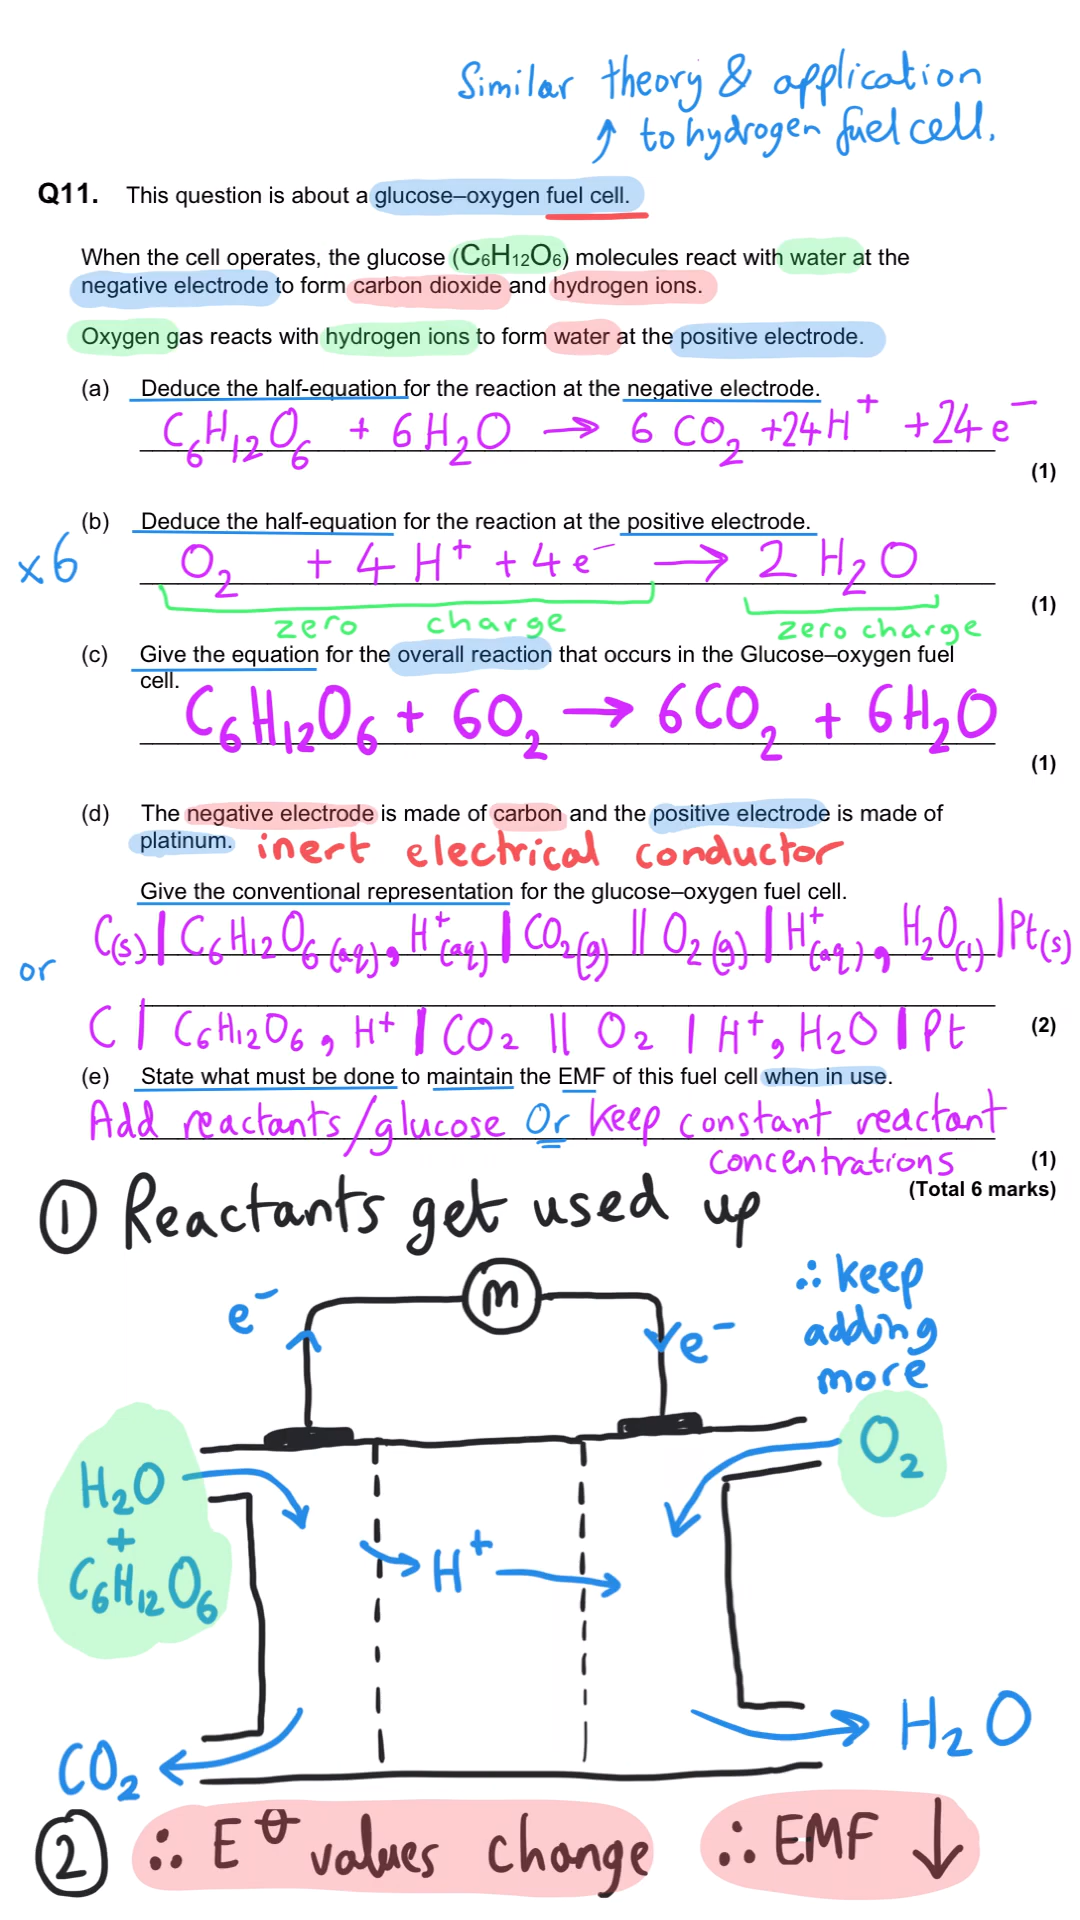 Similar theory & application
↑ to hydrogen fuel cell.
Q11. This question is about a glucose–oxygen fuel cell.
When the cell operates, the glucose (C₆H₁₂O₆) molecules react with water at the
negative electrode to form carbon dioxide and hydrogen ions.
Oxygen gas reacts with hydrogen ions to form water at the positive electrode.
(a) Deduce the half-equation for the reaction at the negative electrode.
C₆H₁₂O₆ + 6H₂O → 6 CO₂ +24H⁺ +24e⁻
(1)
(b) Deduce the half-equation for the reaction at the positive electrode.
×6 O₂ + 4H⁺ + 4e⁻ → 2 H₂O
(1)
zero charge zero charge
(c) Give the equation for the overall reaction that occurs in the Glucose–oxygen fuel
cell.
C₆H₁₂O₆ + 6O₂ → 6CO₂ + 6H₂O
(1)
(d) The negative electrode is made of carbon and the positive electrode is made of
platinum. inert electrical conductor
Give the conventional representation for the glucose–oxygen fuel cell.
C(s) | C₆H₁₂O₆(aq), H⁺(aq) | CO₂(g) || O₂(g) | H⁺(aq), H₂O(l) | Pt(s)
or
C | C₆H₁₂O₆, H⁺ | CO₂ || O₂ | H⁺, H₂O | Pt
(2)
(e) State what must be done to maintain the EMF of this fuel cell when in use.
Add reactants/glucose Or keep constant reactant
concentrations
(1)
(Total 6 marks)
① Reactants get used up
∴ keep
adding
more
e⁻ m e⁻
O₂
H₂O
+
C₆H₁₂O₆
H⁺
CO₂
H₂O
② ∴ E⦵ values change ∴ EMF ↓